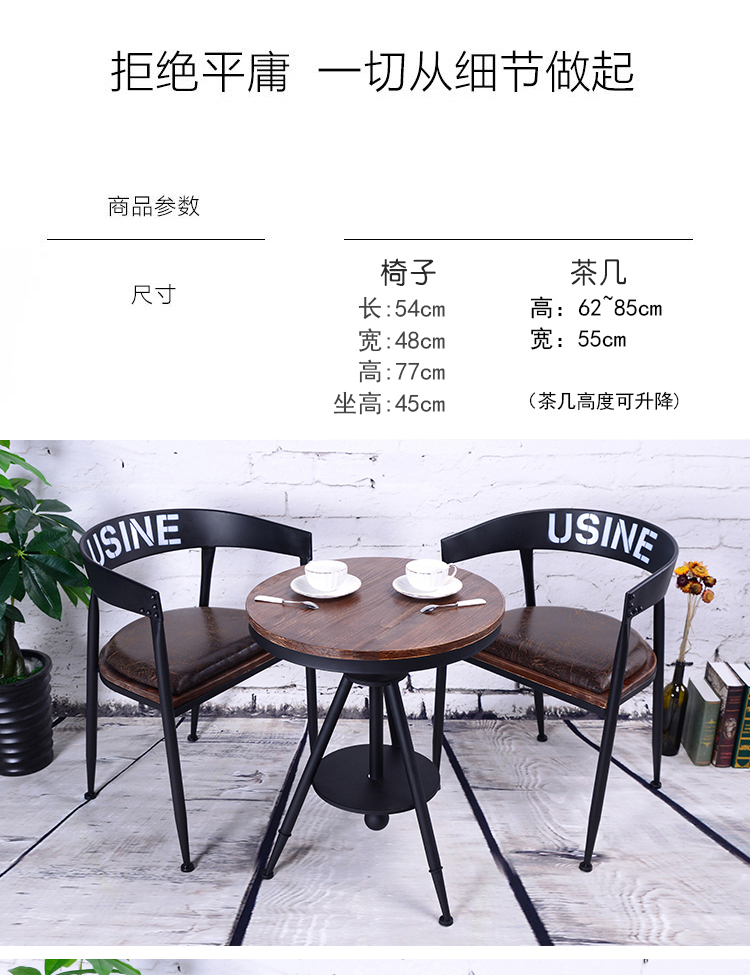 拒绝平庸 一切从细节做起
商品参数
尺寸
椅子
长:54cm
宽:48cm
高:77cm
坐高:45cm
茶几
高：62~85cm
宽：55cm
（茶几高度可升降)
USINE
USINE